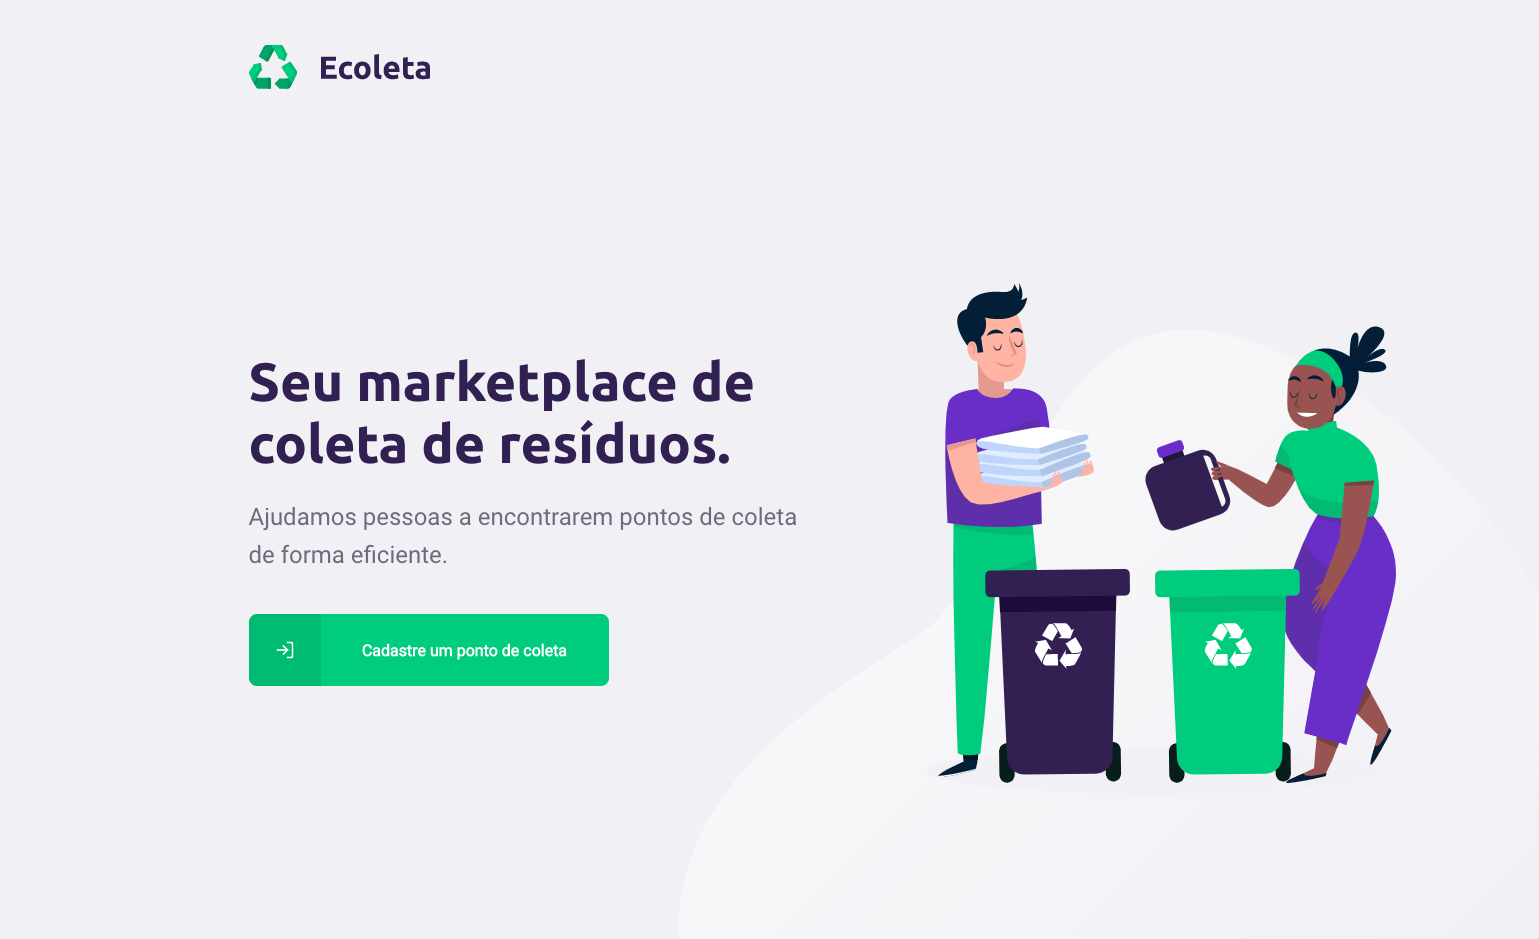 Ecoleta
Seu marketplace de
coleta de resíduos.
Ajudamos pessoas a encontrarem pontos de coleta
de forma eficiente.
Cadastre um ponto de coleta